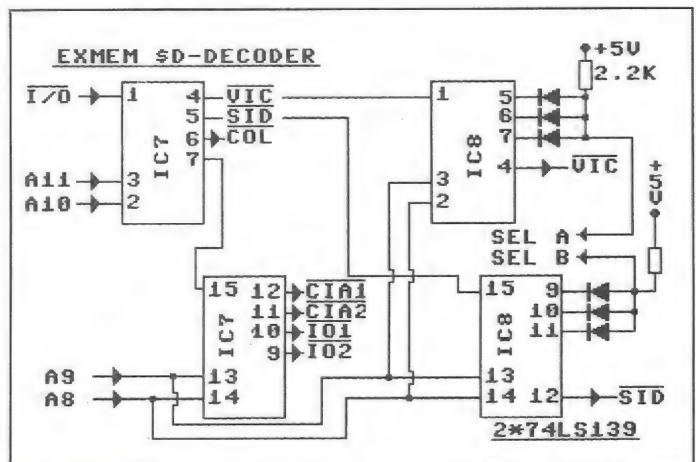 EXMEM $D-DECODER
+5V
2.2K
I/O
1
4
VIC
5
SID
6
COL
7
IC7
A11
3
A10
2
1
5
6
7
4
VIC
IC8
3
2
+5V
SEL A
SEL B
15
12
CIA1
11
CIA2
10
IO1
9
IO2
IC7
A9
13
A8
14
15
9
10
11
IC8
13
14
12
SID
2*74LS139